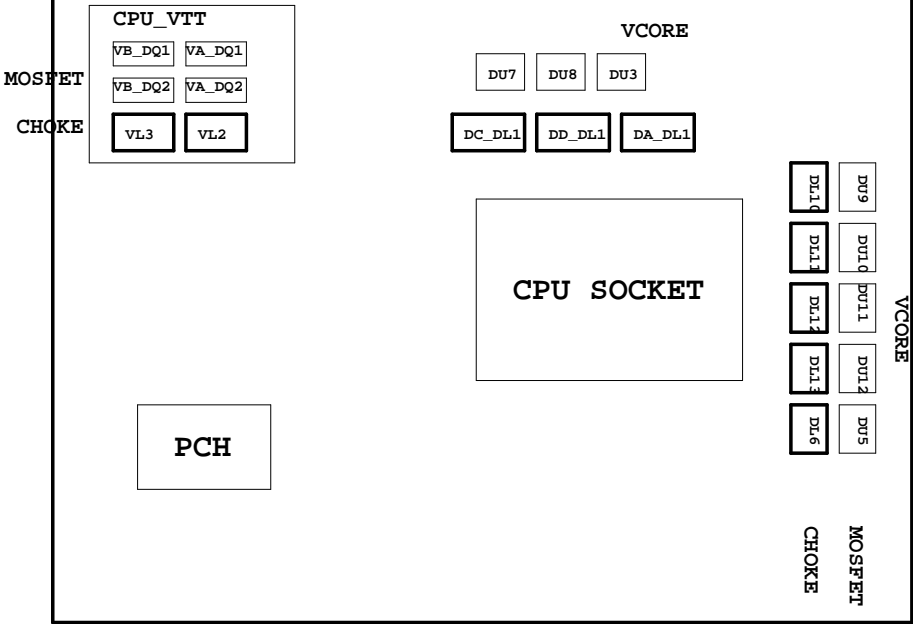 CPU_VTT
VCORE
VB_DQ1 VA_DQ1
DU7 DU8 DU3
MOSFET
VB_DQ2 VA_DQ2
CHOKE
VL3 VL2
DC_DL1 DD_DL1 DA_DL1
DL10 DU9
DL11 DU10
CPU SOCKET
DL12 DU11
VCORE
DL13 DU12
PCH
DL6 DU5
CHOKE MOSFET